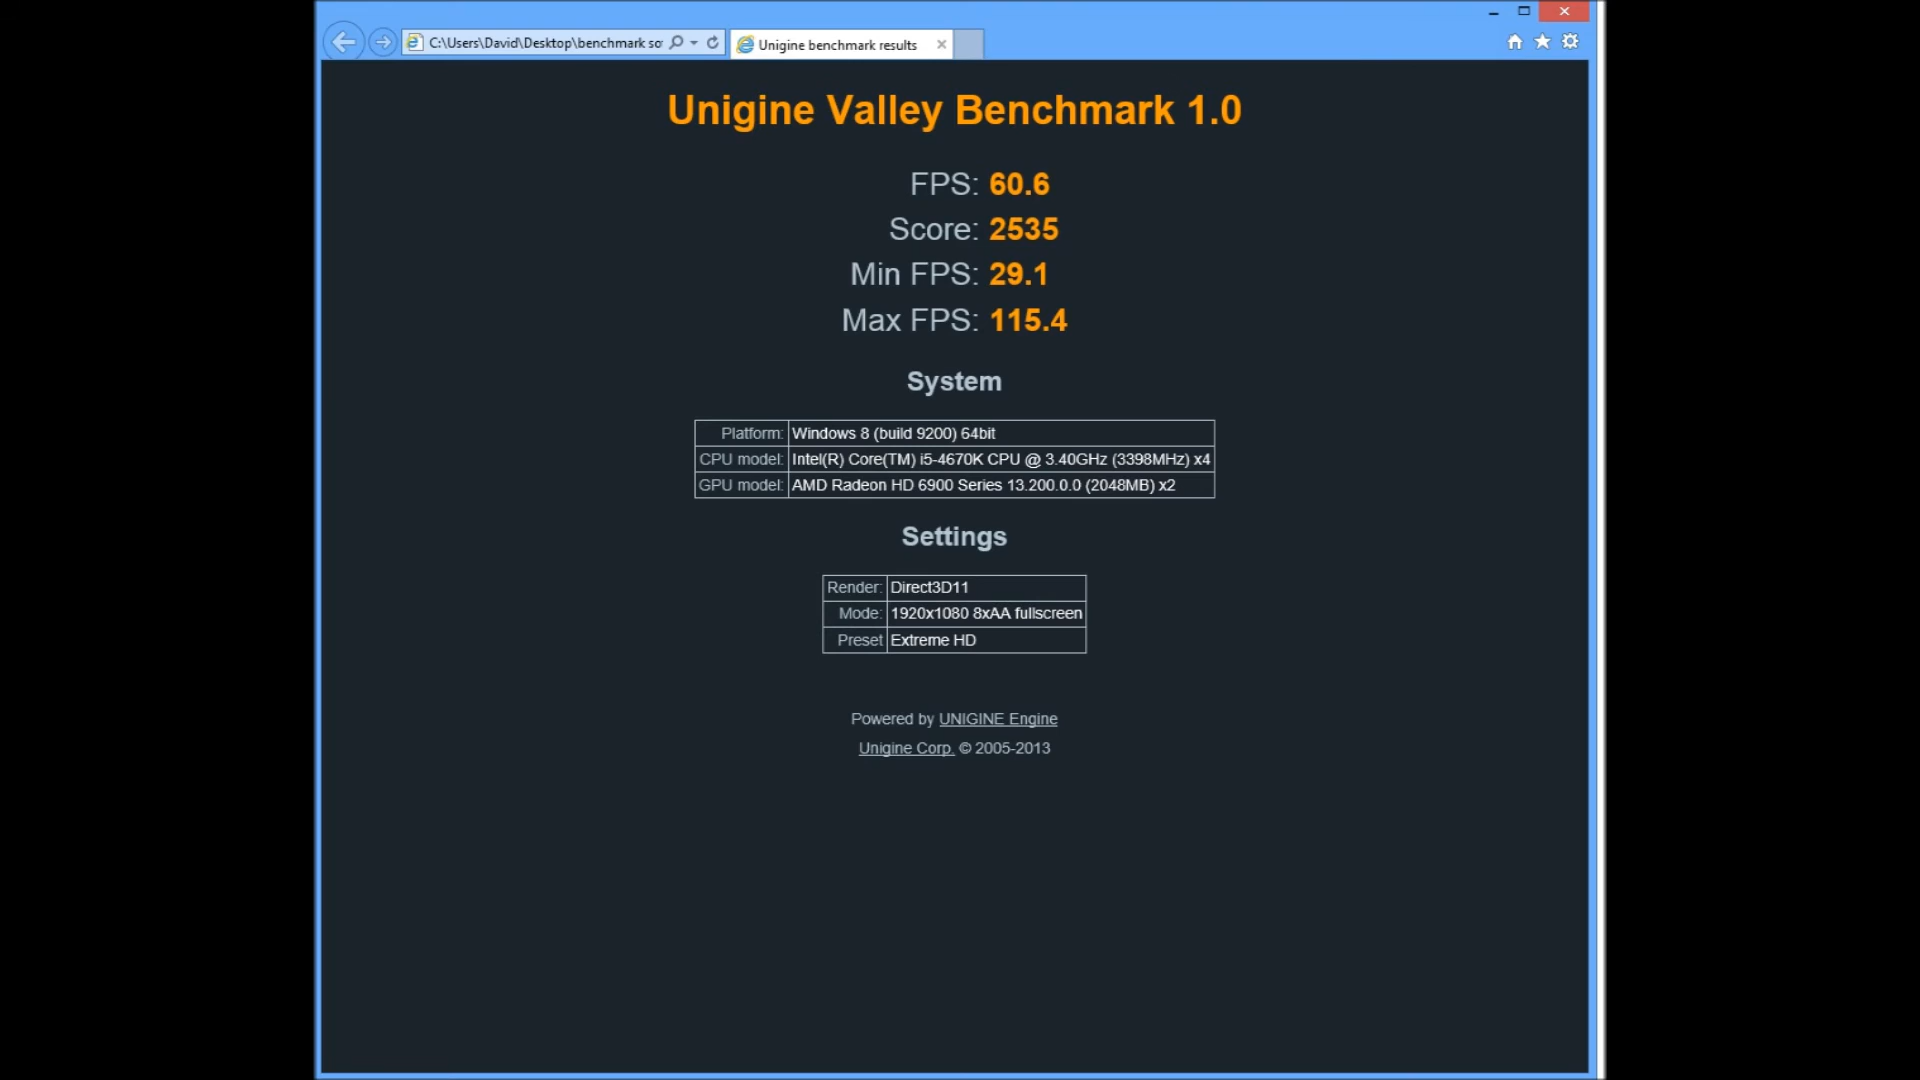 C:\Users\David\Desktop\benchmark so
Unigine benchmark results
Unigine Valley Benchmark 1.0
FPS: 60.6
Score: 2535
Min FPS: 29.1
Max FPS: 115.4
System
Platform: Windows 8 (build 9200) 64bit
CPU model: Intel(R) Core(TM) i5-4670K CPU @ 3.40GHz (3398MHz) x4
GPU model: AMD Radeon HD 6900 Series 13.200.0.0 (2048MB) x2
Settings
Render: Direct3D11
Mode: 1920x1080 8xAA fullscreen
Preset Extreme HD
Powered by UNIGINE Engine
Unigine Corp. © 2005-2013